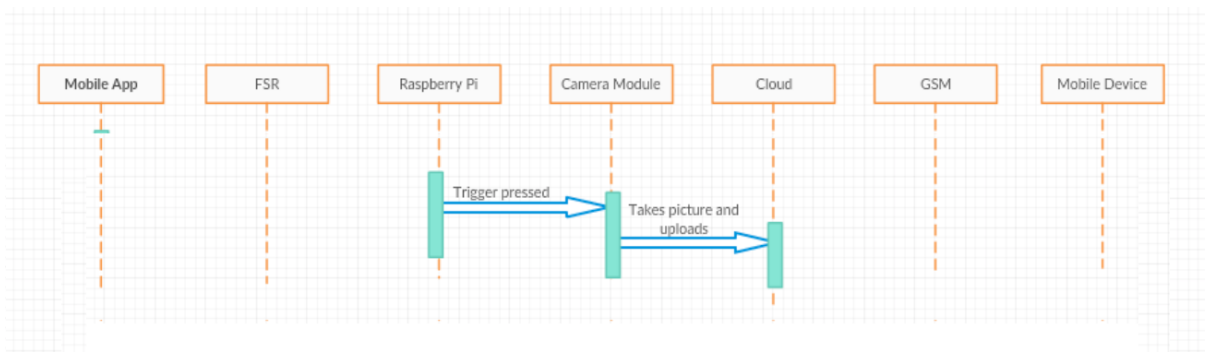 Mobile App
FSR
Raspberry Pi
Camera Module
Cloud
GSM
Mobile Device
Trigger pressed
Takes picture and
uploads